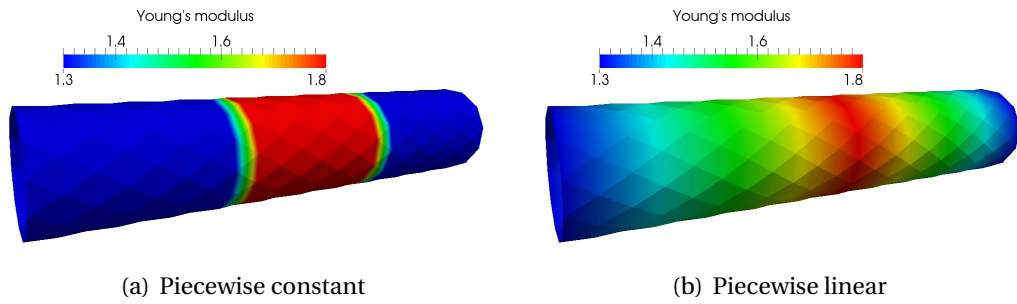 Young's modulus
1.4 1.6
1.3 1.8
Young's modulus
1.4 1.6
1.3 1.8
(a) Piecewise constant
(b) Piecewise linear